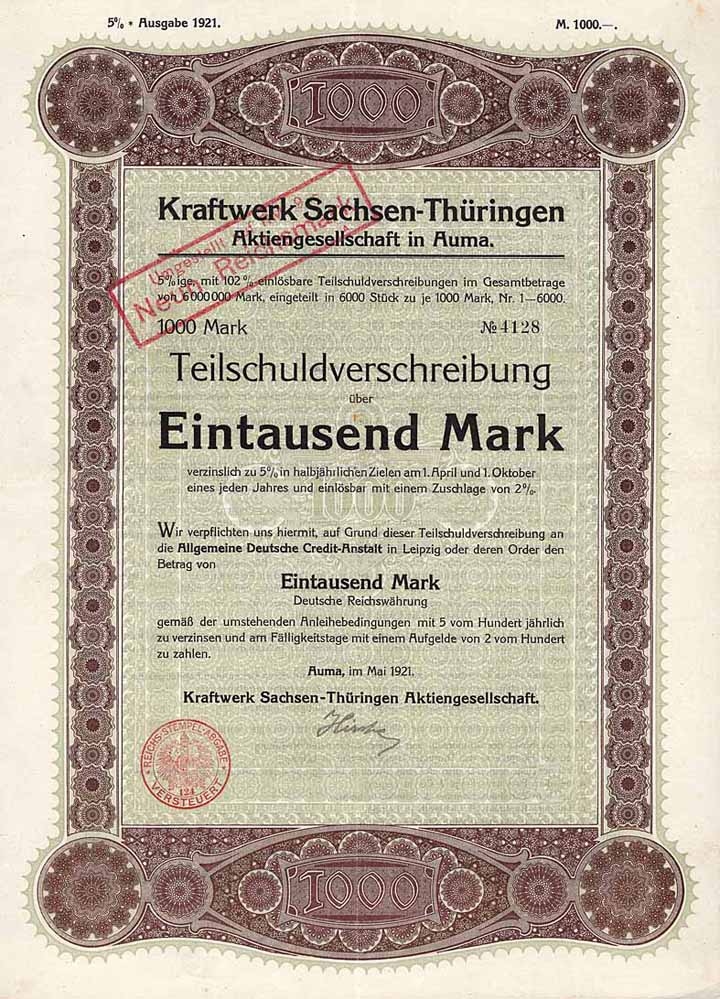 5% * Ausgabe 1921.
M. 1000.—.
1000
Kraftwerk Sachsen-Thüringen
Aktiengesellschaft in Auma.
Umgestellt
Reichsmark
5%ige, mit 102% einlösbare Teilschuldverschreibungen im Gesamtbetrage
von 6000000 Mark, eingeteilt in 6000 Stück zu je 1000 Mark, Nr. 1—6000.
1000 Mark
№ 4128
Teilschuldverschreibung
über
Eintausend Mark
verzinslich zu 5% in halbjährlichen Zielen am 1. April und 1. Oktober
eines jeden Jahres und einlösbar mit einem Zuschlage von 2%.
1000
Wir verpflichten uns hiermit, auf Grund dieser Teilschuldverschreibung an
die Allgemeine Deutsche Credit-Anstalt in Leipzig oder deren Order den
Betrag von
Eintausend Mark
Deutsche Reichswährung
gemäß der umstehenden Anleihebedingungen mit 5 vom Hundert jährlich
zu verzinsen und am Fälligkeitstage mit einem Aufgelde von 2 vom Hundert
zu zahlen.
Auma, im Mai 1921.
Kraftwerk Sachsen-Thüringen Aktiengesellschaft.
REICHS-STEMPEL-ABGABE
124
VERSTEUERT
1000